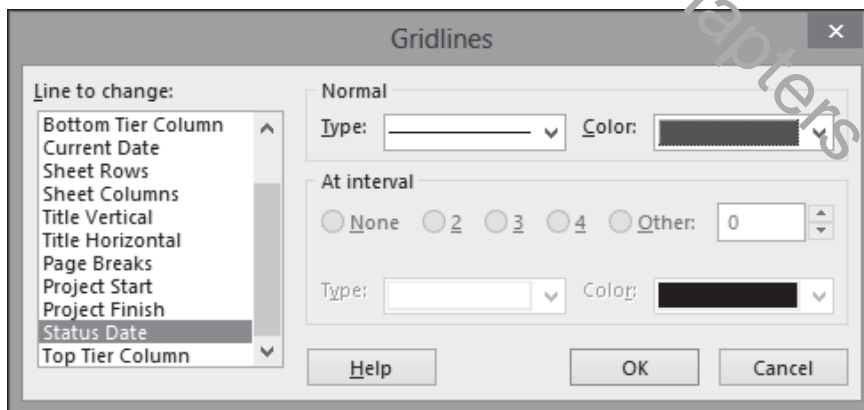 Gridlines
Line to change:
Bottom Tier Column
Current Date
Sheet Rows
Sheet Columns
Title Vertical
Title Horizontal
Page Breaks
Project Start
Project Finish
Status Date
Top Tier Column
Normal
Type: Color:
At interval
None 2 3 4 Other: 0
Type: Color:
Help OK Cancel